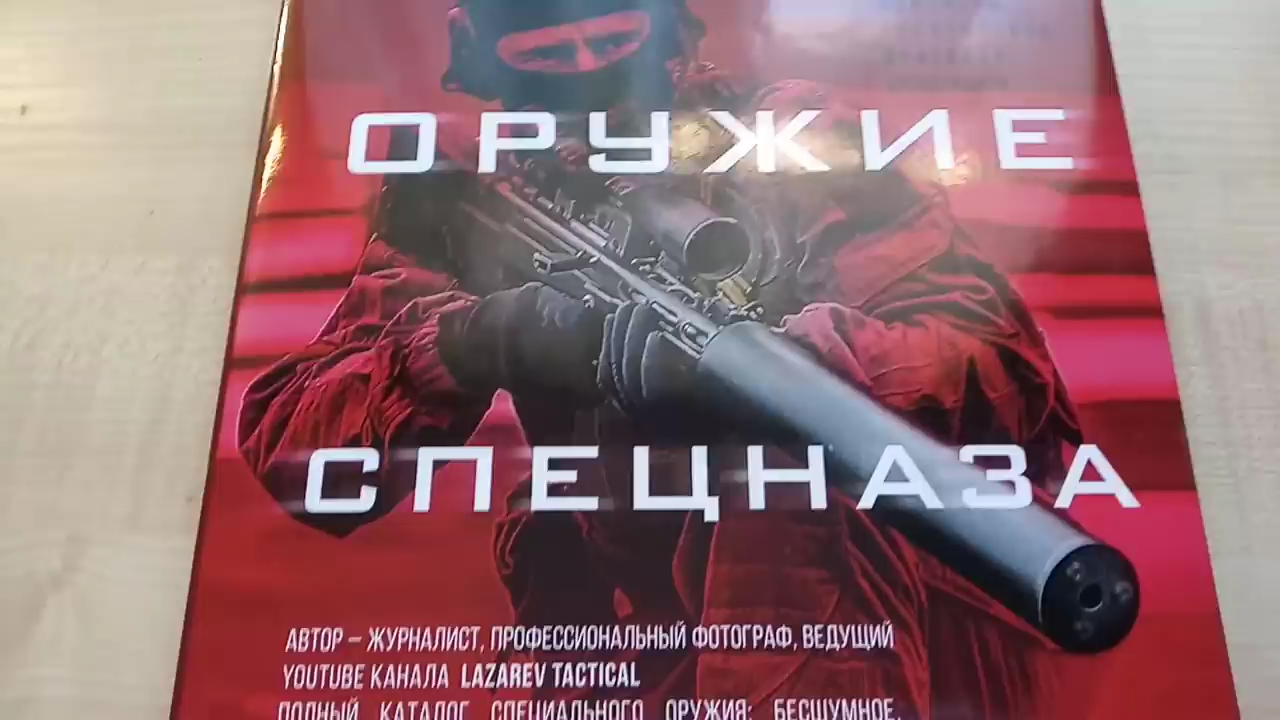 ОРУЖИЕ
СПЕЦНАЗА
АВТОР – ЖУРНАЛИСТ, ПРОФЕССИОНАЛЬНЫЙ ФОТОГРАФ, ВЕДУЩИЙ
YOUTUBE КАНАЛА LAZAREV TACTICAL
ПОЛНЫЙ КАТАЛОГ СПЕЦИАЛЬНОГО ОРУЖИЯ: БЕСШУМНОЕ,